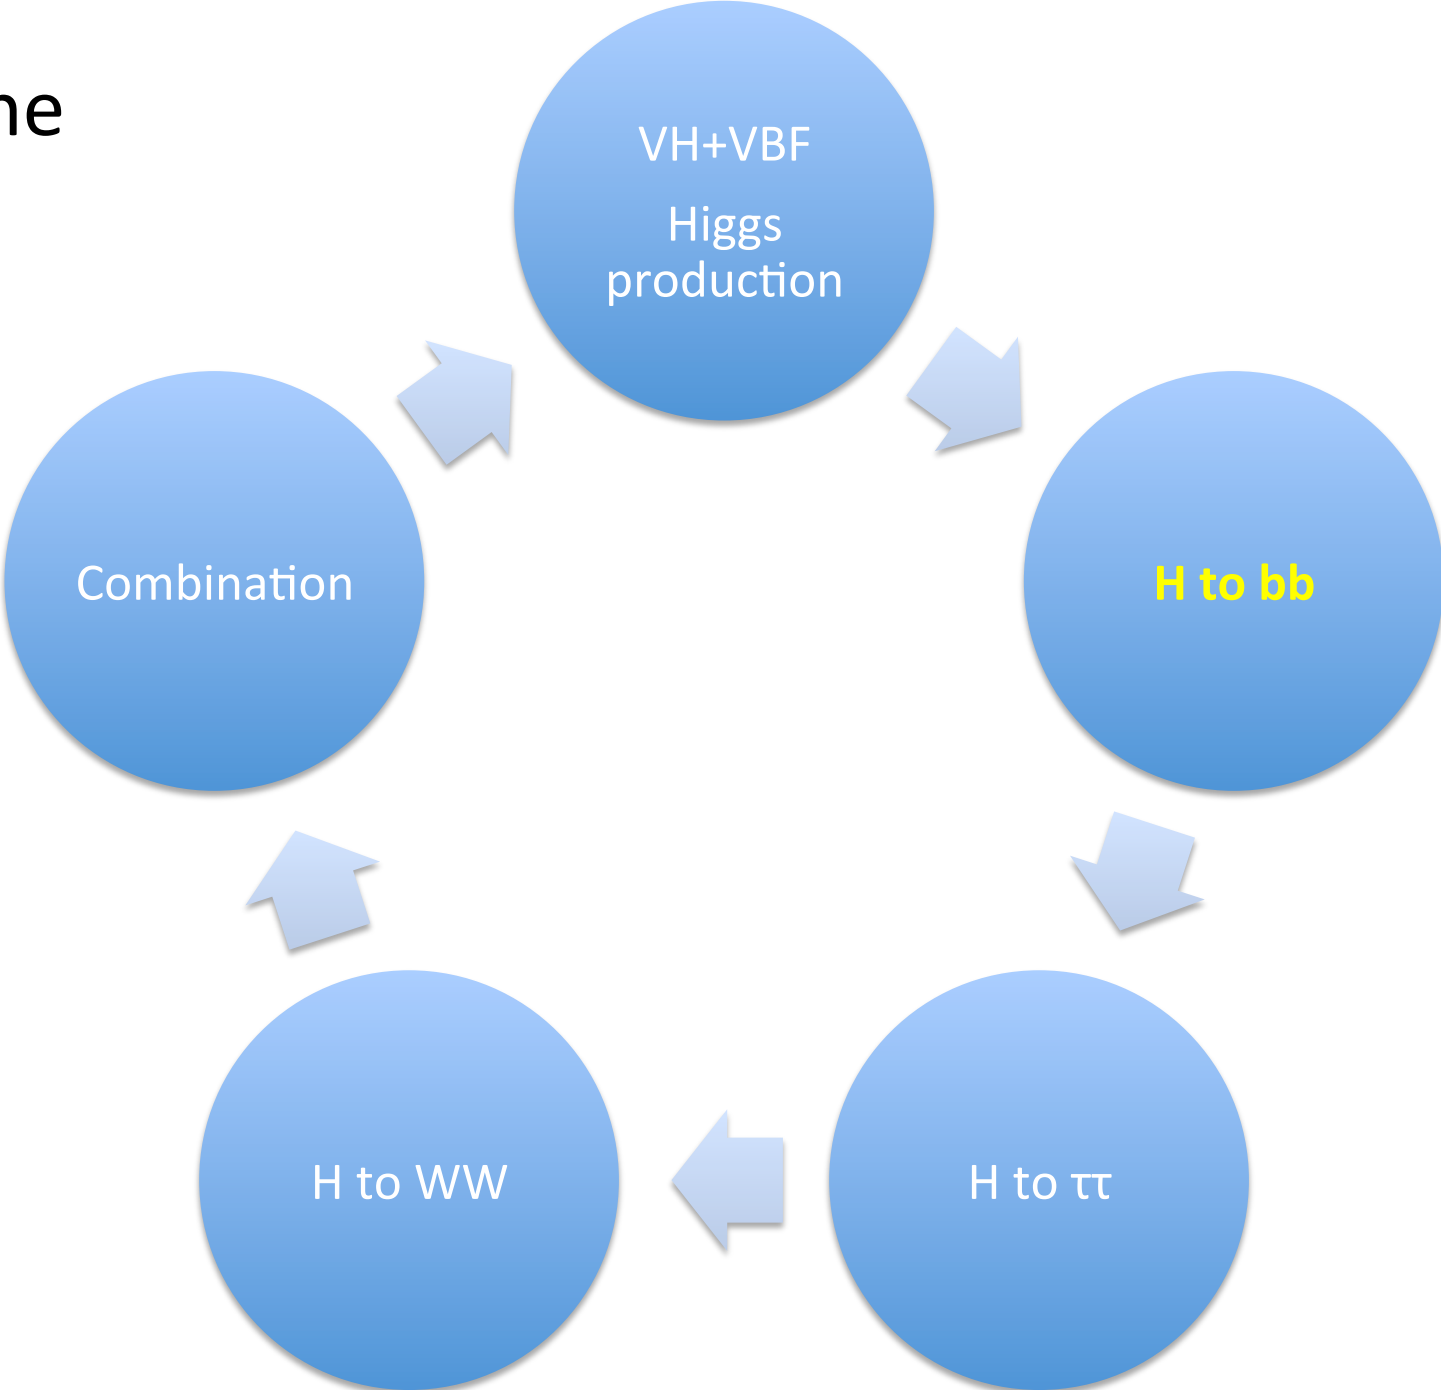 ne
VH+VBF
Higgs
production
Combination
H to bb
H to WW
H to ττ